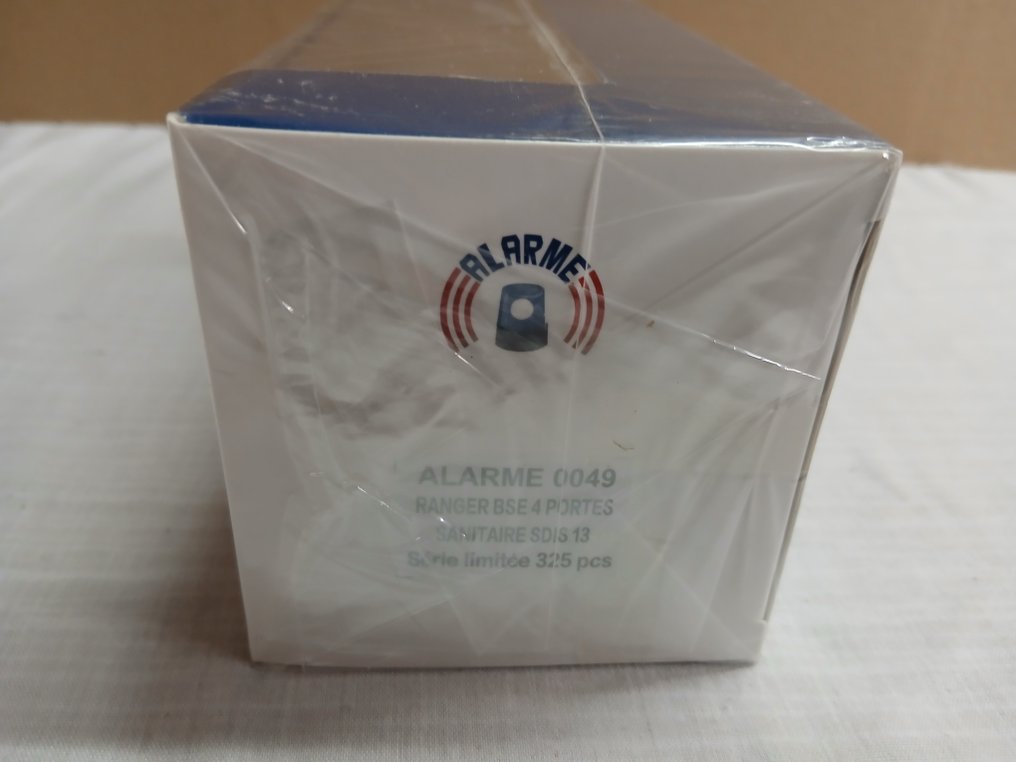 ALARME
ALARME 0049
RANGER BSE 4 PORTES
SANITAIRE SDIS 13
Série limitée 325 pcs